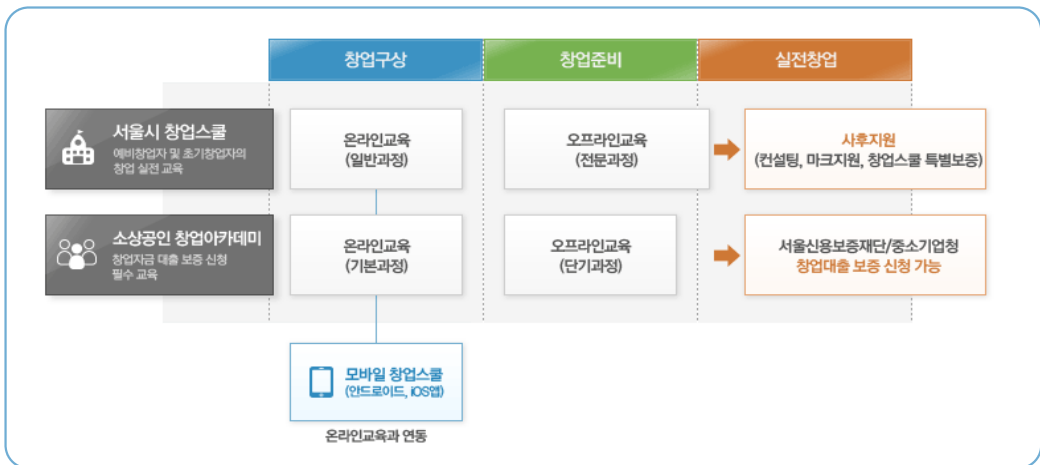 창업구상
창업준비
실전창업
서울시 창업스쿨
예비창업자 및 초기창업자의
창업 실전 교육
온라인교육
(일반과정)
오프라인교육
(전문과정)
사후지원
(컨설팅, 마크지원, 창업스쿨 특별보증)
소상공인 창업아카데미
창업자금 대출 보증 신청
필수 교육
온라인교육
(기본과정)
오프라인교육
(단기과정)
서울신용보증재단/중소기업청
창업대출 보증 신청 가능
모바일 창업스쿨
(안드로이드, iOS앱)
온라인교육과 연동